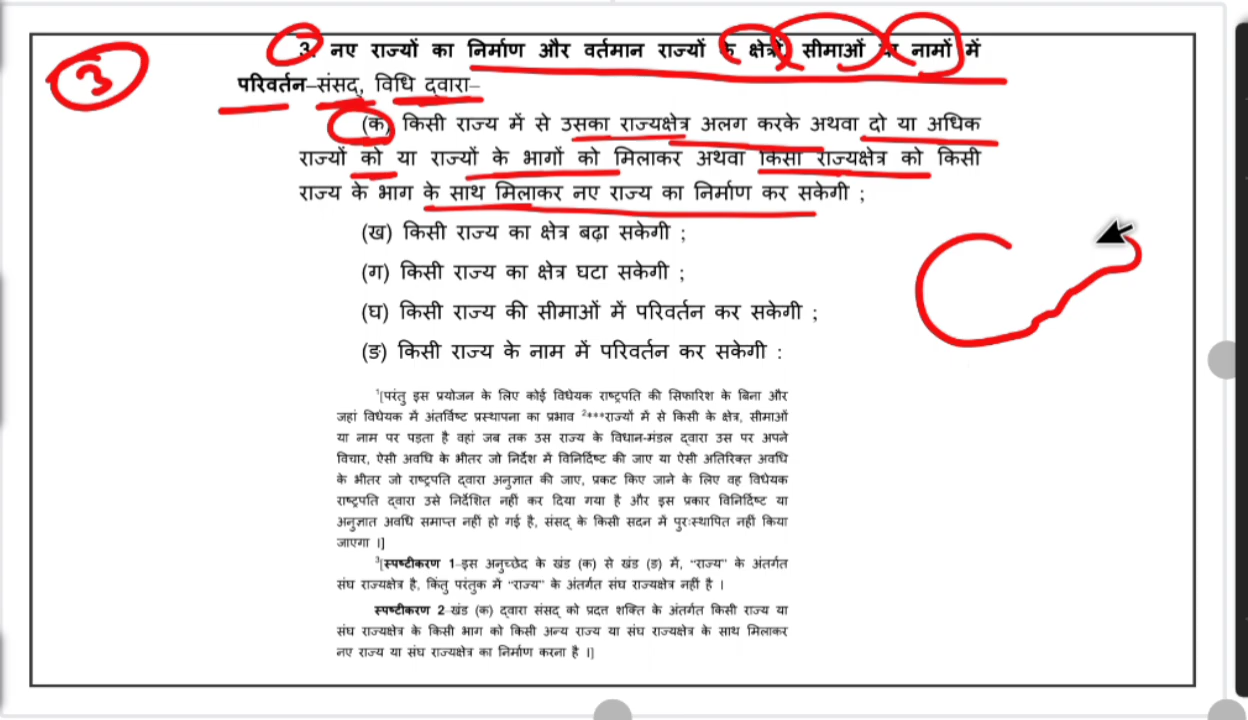 3
3. नए राज्यों का निर्माण और वर्तमान राज्यों के क्षेत्रों, सीमाओं या नामों में
परिवर्तन–संसद्, विधि द्वारा–
(क) किसी राज्य में से उसका राज्यक्षेत्र अलग करके अथवा दो या अधिक
राज्यों को या राज्यों के भागों को मिलाकर अथवा किसी राज्यक्षेत्र को किसी
राज्य के भाग के साथ मिलाकर नए राज्य का निर्माण कर सकेगी ;
(ख) किसी राज्य का क्षेत्र बढ़ा सकेगी ;
(ग) किसी राज्य का क्षेत्र घटा सकेगी ;
(घ) किसी राज्य की सीमाओं में परिवर्तन कर सकेगी ;
(ङ) किसी राज्य के नाम में परिवर्तन कर सकेगी :
¹[परंतु इस प्रयोजन के लिए कोई विधेयक राष्ट्रपति की सिफारिश के बिना और
जहां विधेयक में अंतर्विष्ट प्रस्थापना का प्रभाव ²***राज्यों में से किसी के क्षेत्र, सीमाओं
या नाम पर पड़ता है वहां जब तक उस राज्य के विधान-मंडल द्वारा उस पर अपने
विचार, ऐसी अवधि के भीतर जो निर्देश में विनिर्दिष्ट की जाए या ऐसी अतिरिक्त अवधि
के भीतर जो राष्ट्रपति द्वारा अनुज्ञात की जाए, प्रकट किए जाने के लिए वह विधेयक
राष्ट्रपति द्वारा उसे निर्देशित नहीं कर दिया गया है और इस प्रकार विनिर्दिष्ट या
अनुज्ञात अवधि समाप्त नहीं हो गई है, संसद् के किसी सदन में पुरःस्थापित नहीं किया
जाएगा ।]
³[स्पष्टीकरण 1–इस अनुच्छेद के खंड (क) से खंड (ङ) में, "राज्य" के अंतर्गत
संघ राज्यक्षेत्र है, किंतु परंतुक में "राज्य" के अंतर्गत संघ राज्यक्षेत्र नहीं है ।
स्पष्टीकरण 2–खंड (क) द्वारा संसद् को प्रदत्त शक्ति के अंतर्गत किसी राज्य या
संघ राज्यक्षेत्र के किसी भाग को किसी अन्य राज्य या संघ राज्यक्षेत्र के साथ मिलाकर
नए राज्य या संघ राज्यक्षेत्र का निर्माण करना है ।]